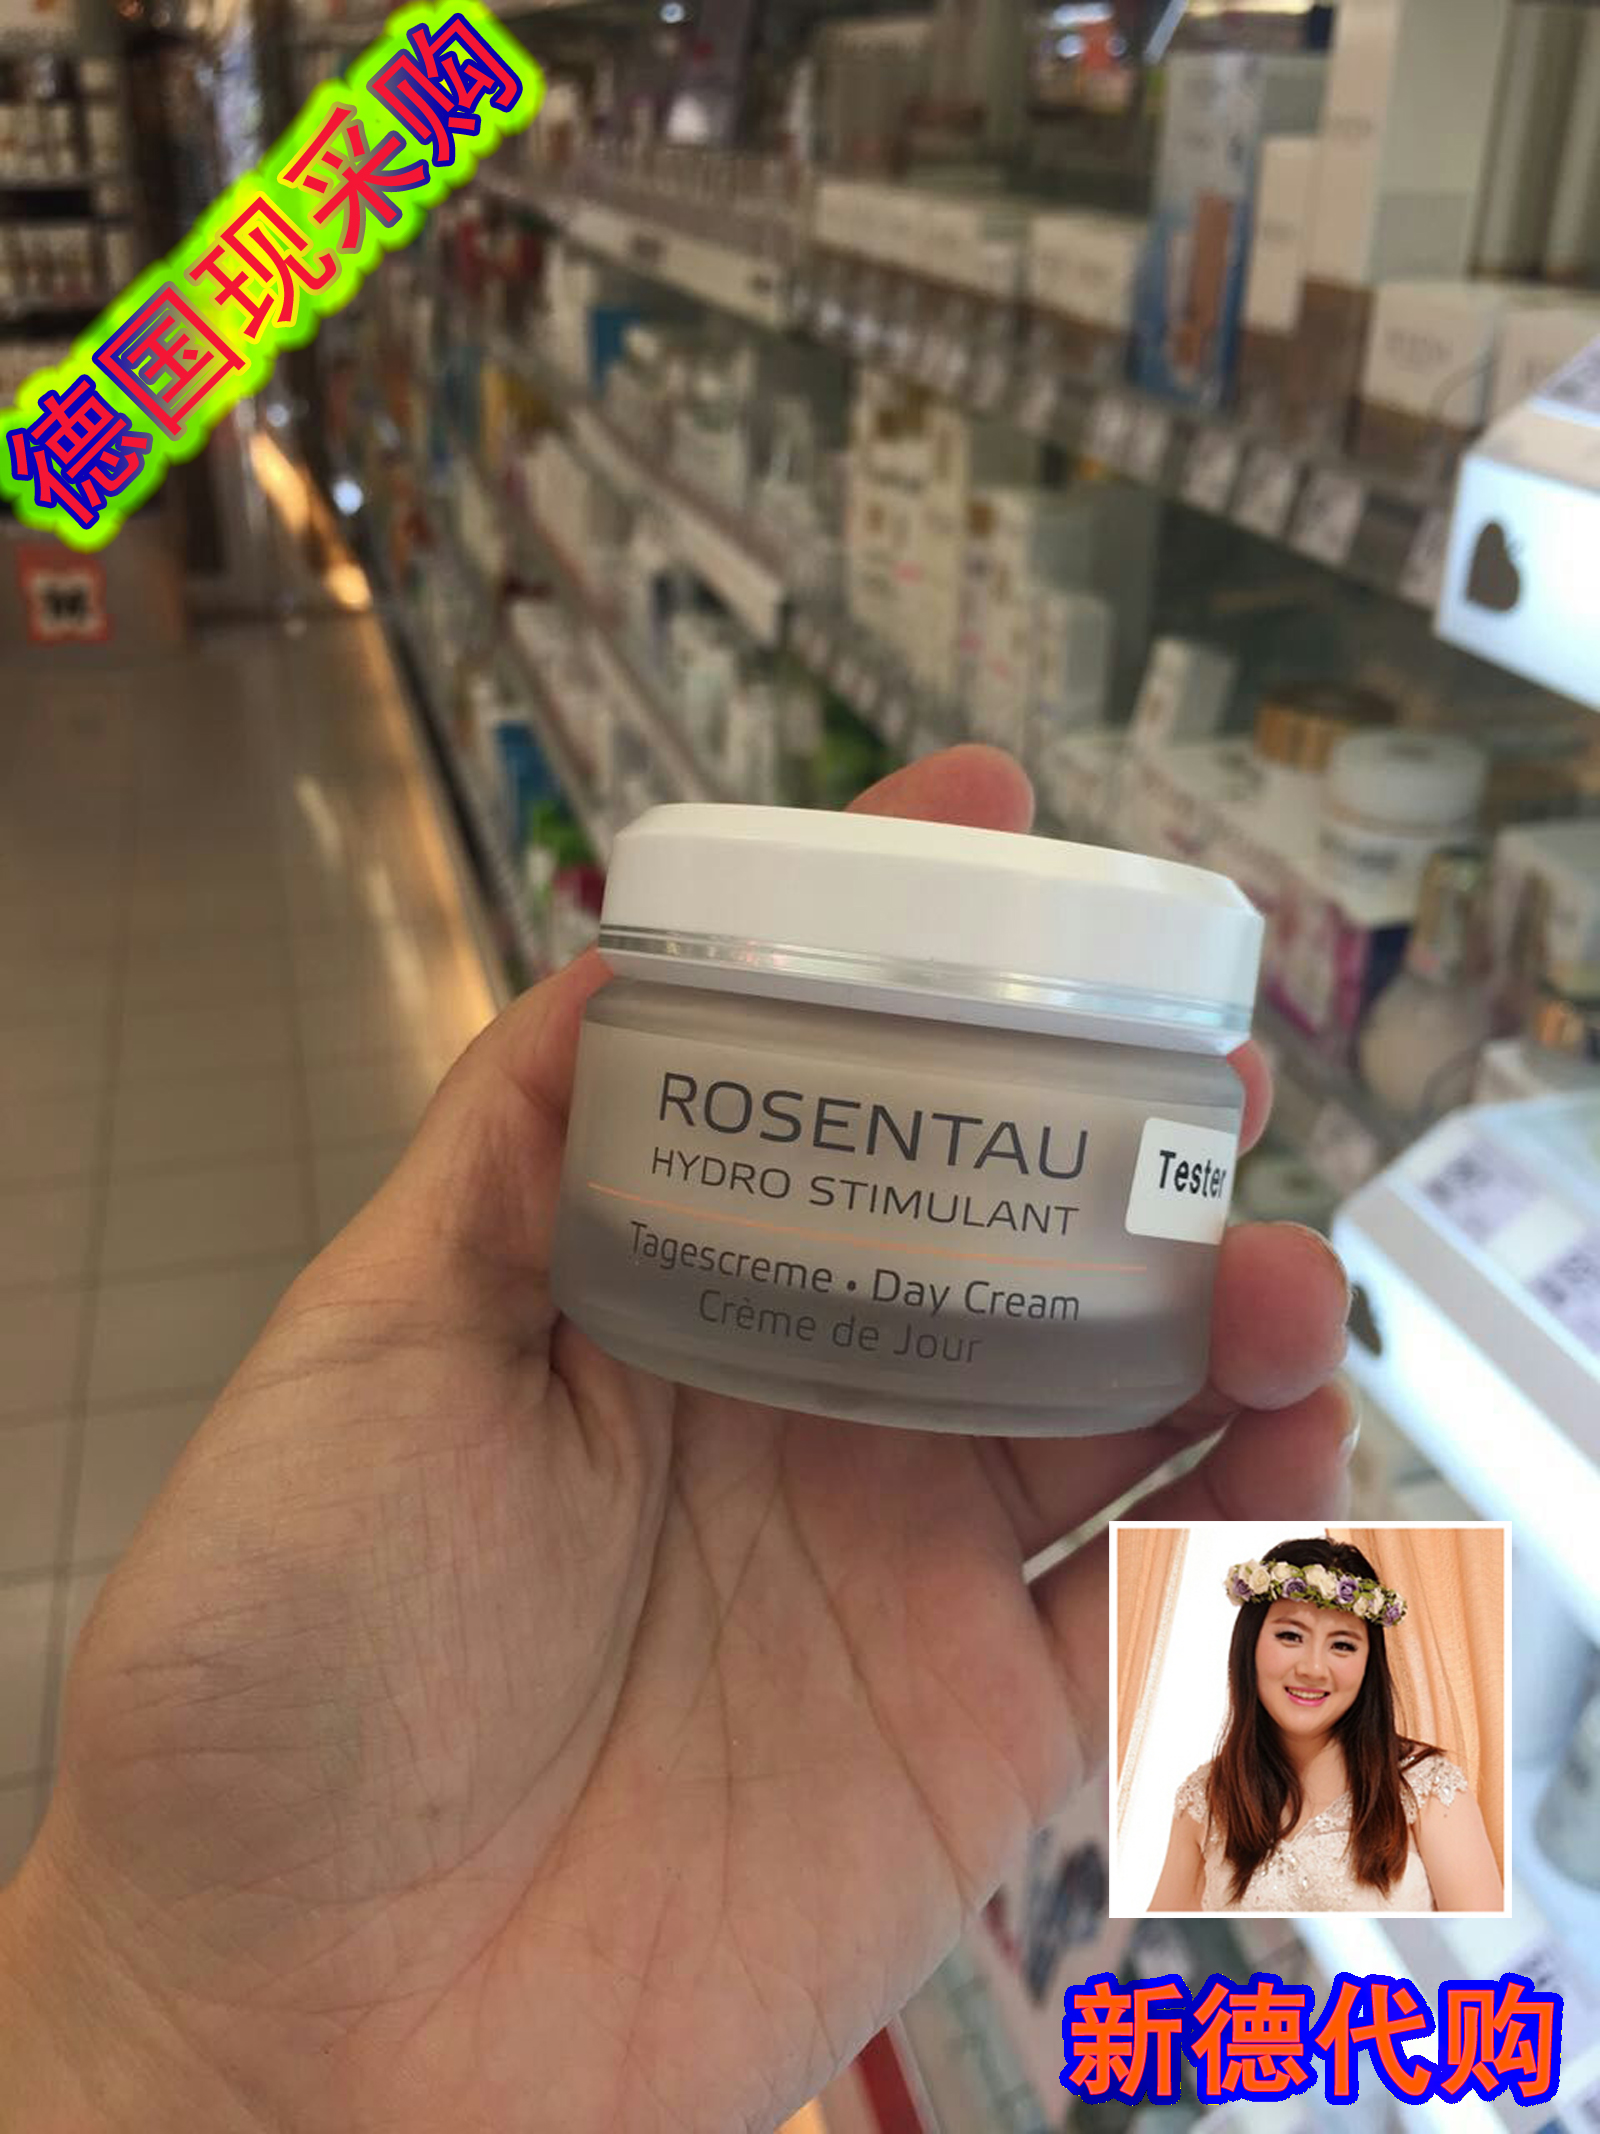 德国现采购
ROSENTAU
HYDRO STIMULANT
Tester
Tagescreme • Day Cream
Crème de Jour
新德代购